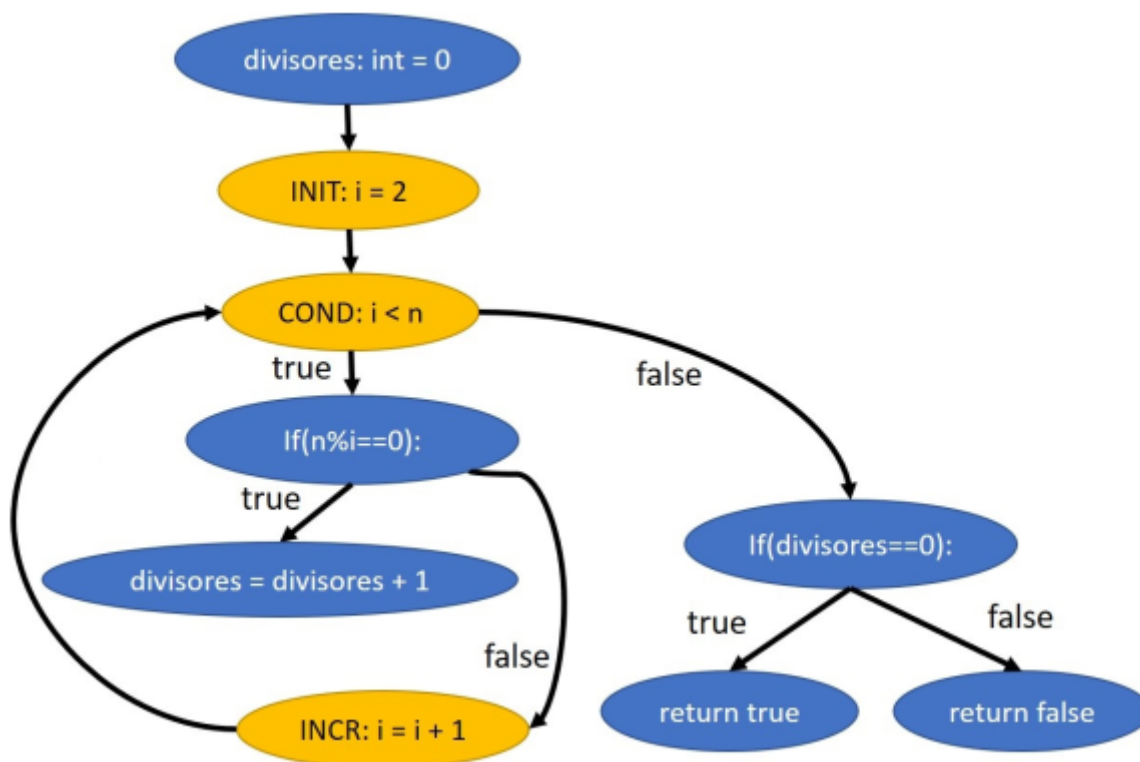 divisores: int = 0
INIT: i = 2
COND: i < n
true
false
If(n%i==0):
true
divisores = divisores + 1
false
INCR: i = i + 1
If(divisores==0):
true
false
return true
return false